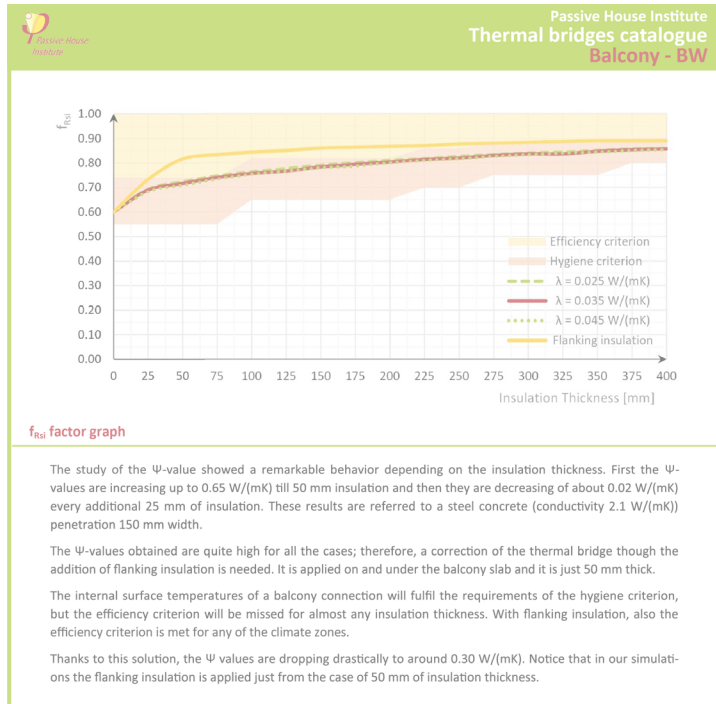 Passive House
Institute
Passive House Institute
Thermal bridges catalogue
Balcony - BW
fRsi
1.00
0.90
0.80
0.70
0.60
0.50
0.40
0.30
0.20
0.10
0.00
Efficiency criterion
Hygiene criterion
λ = 0.025 W/(mK)
λ = 0.035 W/(mK)
λ = 0.045 W/(mK)
Flanking insulation
0 25 50 75 100 125 150 175 200 225 250 275 300 325 350 375 400
Insulation Thickness [mm]
fRsi factor graph
The study of the Ψ-value showed a remarkable behavior depending on the insulation thickness. First the Ψ-
values are increasing up to 0.65 W/(mK) till 50 mm insulation and then they are decreasing of about 0.02 W/(mK)
every additional 25 mm of insulation. These results are referred to a steel concrete (conductivity 2.1 W/(mK))
penetration 150 mm width.
The Ψ-values obtained are quite high for all the cases; therefore, a correction of the thermal bridge though the
addition of flanking insulation is needed. It is applied on and under the balcony slab and it is just 50 mm thick.
The internal surface temperatures of a balcony connection will fulfil the requirements of the hygiene criterion,
but the efficiency criterion will be missed for almost any insulation thickness. With flanking insulation, also the
efficiency criterion is met for any of the climate zones.
Thanks to this solution, the Ψ values are dropping drastically to around 0.30 W/(mK). Notice that in our simulati-
ons the flanking insulation is applied just from the case of 50 mm of insulation thickness.